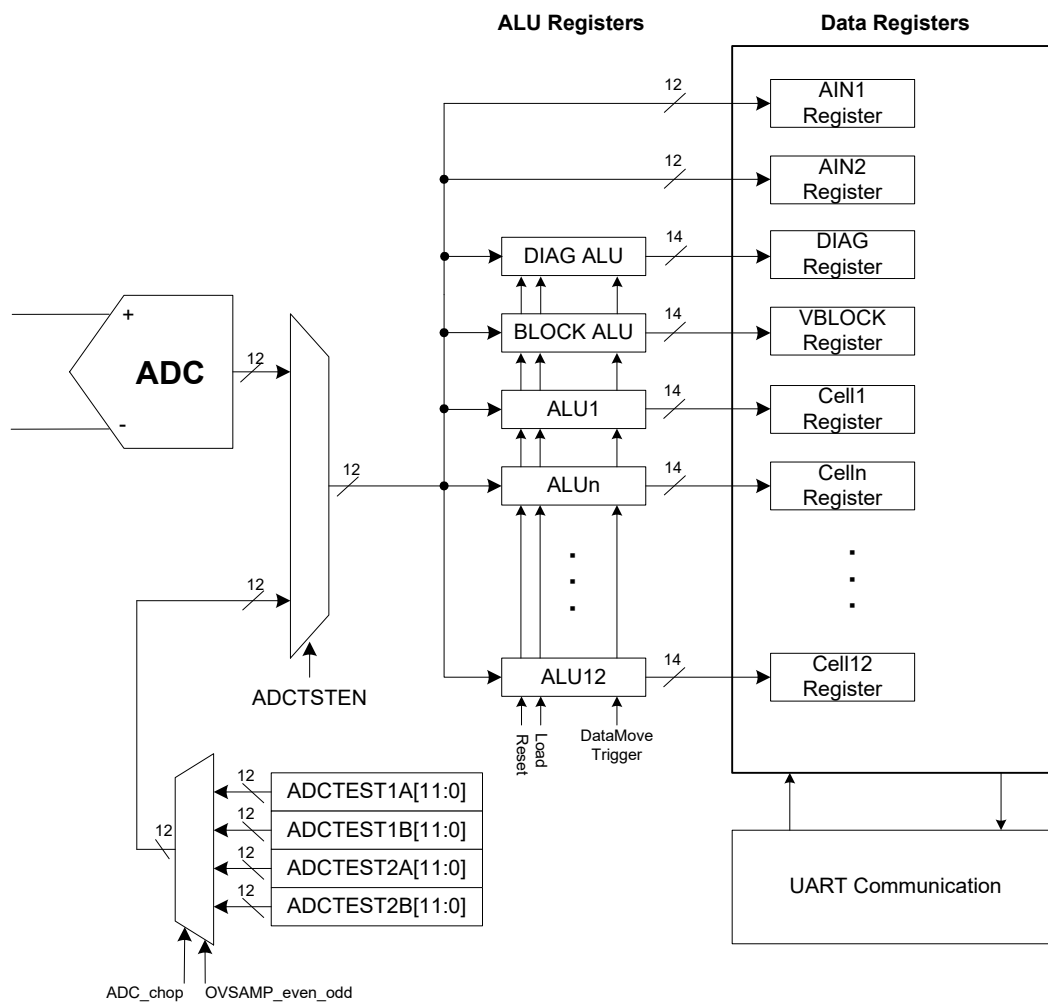 ALU Registers
Data Registers
12
AIN1
Register
12
AIN2
Register
DIAG ALU
14
DIAG
Register
+
ADC
-
12
BLOCK ALU
14
VBLOCK
Register
ALU1
14
Cell1
Register
12
ALUn
14
Celln
Register
12
ADCTSTEN
ALU12
14
Cell12
Register
Reset
Load
DataMove
Trigger
12
12
ADCTEST1A[11:0]
12
ADCTEST1B[11:0]
12
ADCTEST2A[11:0]
12
ADCTEST2B[11:0]
UART Communication
ADC_chop
OVSAMP_even_odd